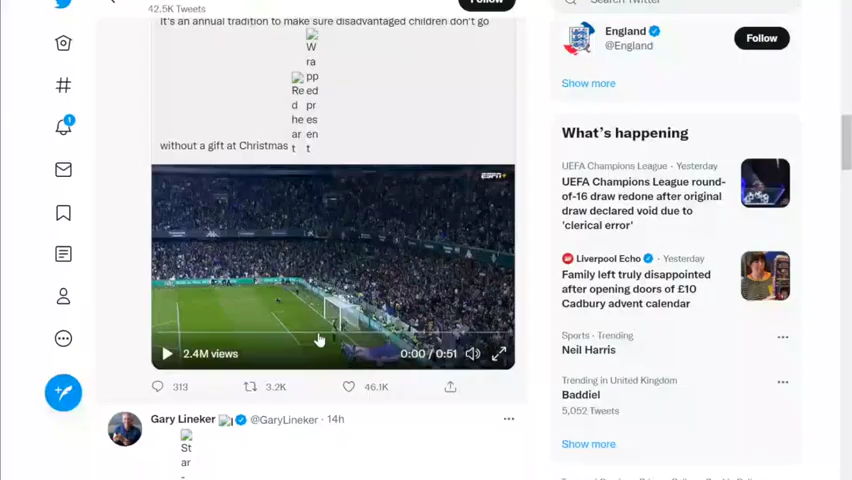 42.5K Tweets
Follow
Search Twitter
It's an annual tradition to make sure disadvantaged children don't go
W
ra
pp
ed
pr
es
en
t
Re
d
he
ar
t
without a gift at Christmas
ESPN+
2.4M views
0:00 / 0:51
313
3.2K
46.1K
Gary Lineker @GaryLineker · 14h
St
ar
-
England
@England
Follow
Show more
1
What's happening
UEFA Champions League · Yesterday
UEFA Champions League round-
of-16 draw redone after original
draw declared void due to
'clerical error'
Liverpool Echo · Yesterday
Family left truly disappointed
after opening doors of £10
Cadbury advent calendar
Sports · Trending
Neil Harris
Trending in United Kingdom
Baddiel
5,052 Tweets
Show more